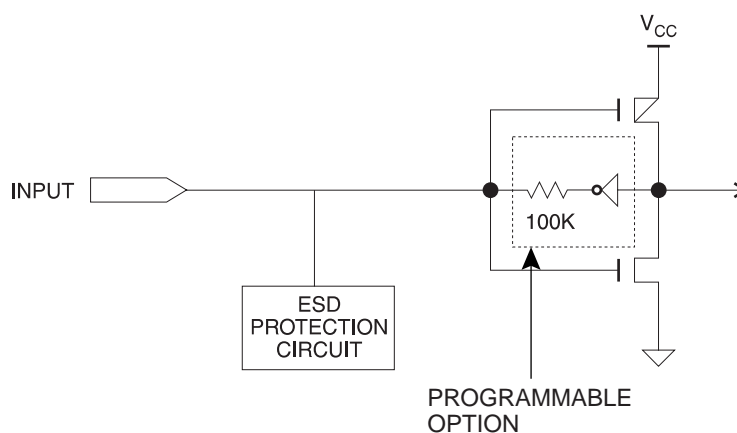 V_CC
INPUT
100K
ESD
PROTECTION
CIRCUIT
PROGRAMMABLE
OPTION